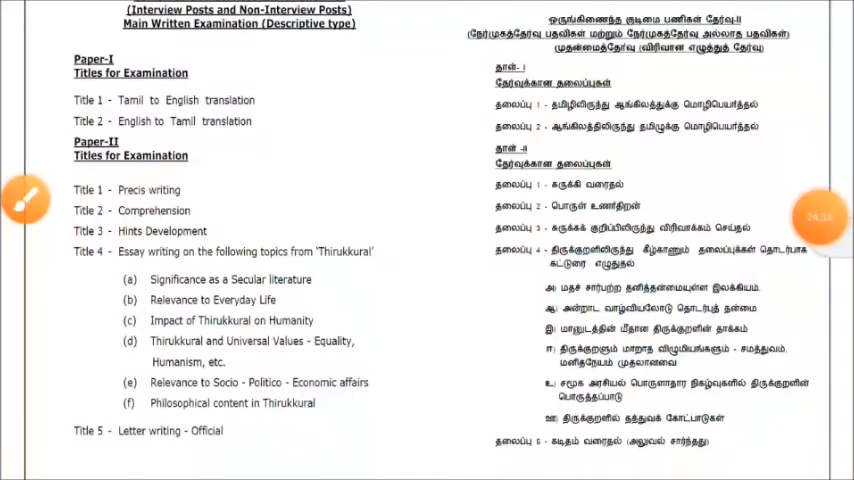 (Interview Posts and Non-Interview Posts)
Main Written Examination (Descriptive type)
Paper-I
Titles for Examination
Title 1 - Tamil to English translation
Title 2 - English to Tamil translation
Paper-II
Titles for Examination
Title 1 - Precis writing
Title 2 - Comprehension
Title 3 - Hints Development
Title 4 - Essay writing on the following topics from 'Thirukkural'
(a) Significance as a Secular literature
(b) Relevance to Everyday Life
(c) Impact of Thirukkural on Humanity
(d) Thirukkural and Universal Values - Equality,
Humanism, etc.
(e) Relevance to Socio - Politico - Economic affairs
(f) Philosophical content in Thirukkural
Title 5 - Letter writing - Official
ஒருங்கிணைந்த குடிமை பணிகள் தேர்வு-II
(நேர்முகத்தேர்வு பதவிகள் மற்றும் நேர்முகத்தேர்வு அல்லாத பதவிகள்)
முதன்மைத்தேர்வு (விரிவான எழுத்துத் தேர்வு)
தாள்- I
தேர்வுக்கான தலைப்புகள்
தலைப்பு 1 - தமிழிலிருந்து ஆங்கிலத்துக்கு மொழிபெயர்த்தல்
தலைப்பு 2 - ஆங்கிலத்திலிருந்து தமிழுக்கு மொழிபெயர்த்தல்
தாள் -II
தேர்வுக்கான தலைப்புகள்
தலைப்பு 1 - சுருக்கி வரைதல்
தலைப்பு 2 - பொருள் உணர்திறன்
தலைப்பு 3 - சுருக்கக் குறிப்பிலிருந்து விரிவாக்கம் செய்தல்
தலைப்பு 4 - திருக்குறளிலிருந்து கீழ்காணும் தலைப்புக்கள் தொடர்பாக
கட்டுரை எழுதுதல்
அ) மதச் சார்பற்ற தனித்தன்மையுள்ள இலக்கியம்.
ஆ) அன்றாட வாழ்வியலோடு தொடர்புத் தன்மை
இ) மானுடத்தின் மீதான திருக்குறளின் தாக்கம்
ஈ) திருக்குறளும் மாறாத விழுமியங்களும் - சமத்துவம்,
மனிதநேயம் முதலானவை
உ) சமூக அரசியல் பொருளாதார நிகழ்வுகளில் திருக்குறளின்
பொருத்தப்பாடு
ஊ) திருக்குறளில் தத்துவக் கோட்பாடுகள்
தலைப்பு 5 - கடிதம் வரைதல் (அலுவல் சார்ந்தது)